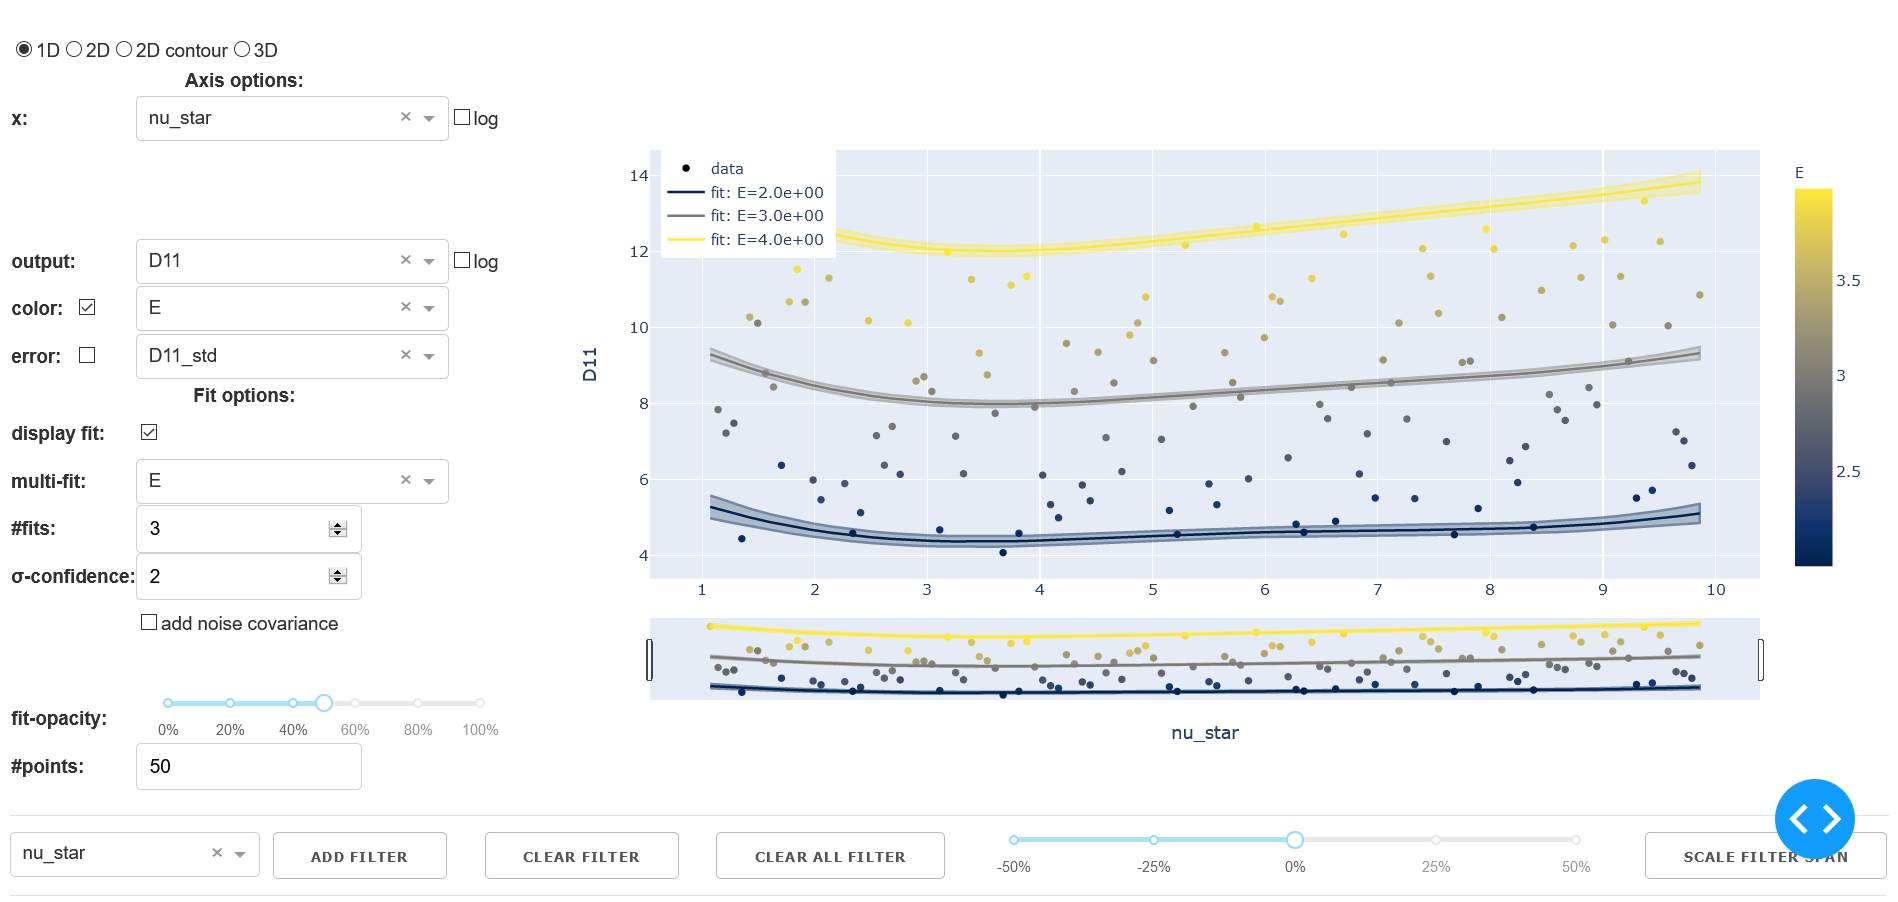 1D 2D 2D contour 3D
Axis options:
x: nu_star × log
output: D11 × log
color: E ×
error: D11_std ×
Fit options:
display fit:
multi-fit: E ×
#fits: 3
σ-confidence: 2
add noise covariance
fit-opacity:
0% 20% 40% 60% 80% 100%
#points: 50
data
fit: E=2.0e+00
fit: E=3.0e+00
fit: E=4.0e+00
14
12
10
8
6
4
D11
1 2 3 4 5 6 7 8 9 10
nu_star
E
3.5
3
2.5
nu_star × ADD FILTER CLEAR FILTER CLEAR ALL FILTER
-50% -25% 0% 25% 50%
SCALE FILTER SPAN